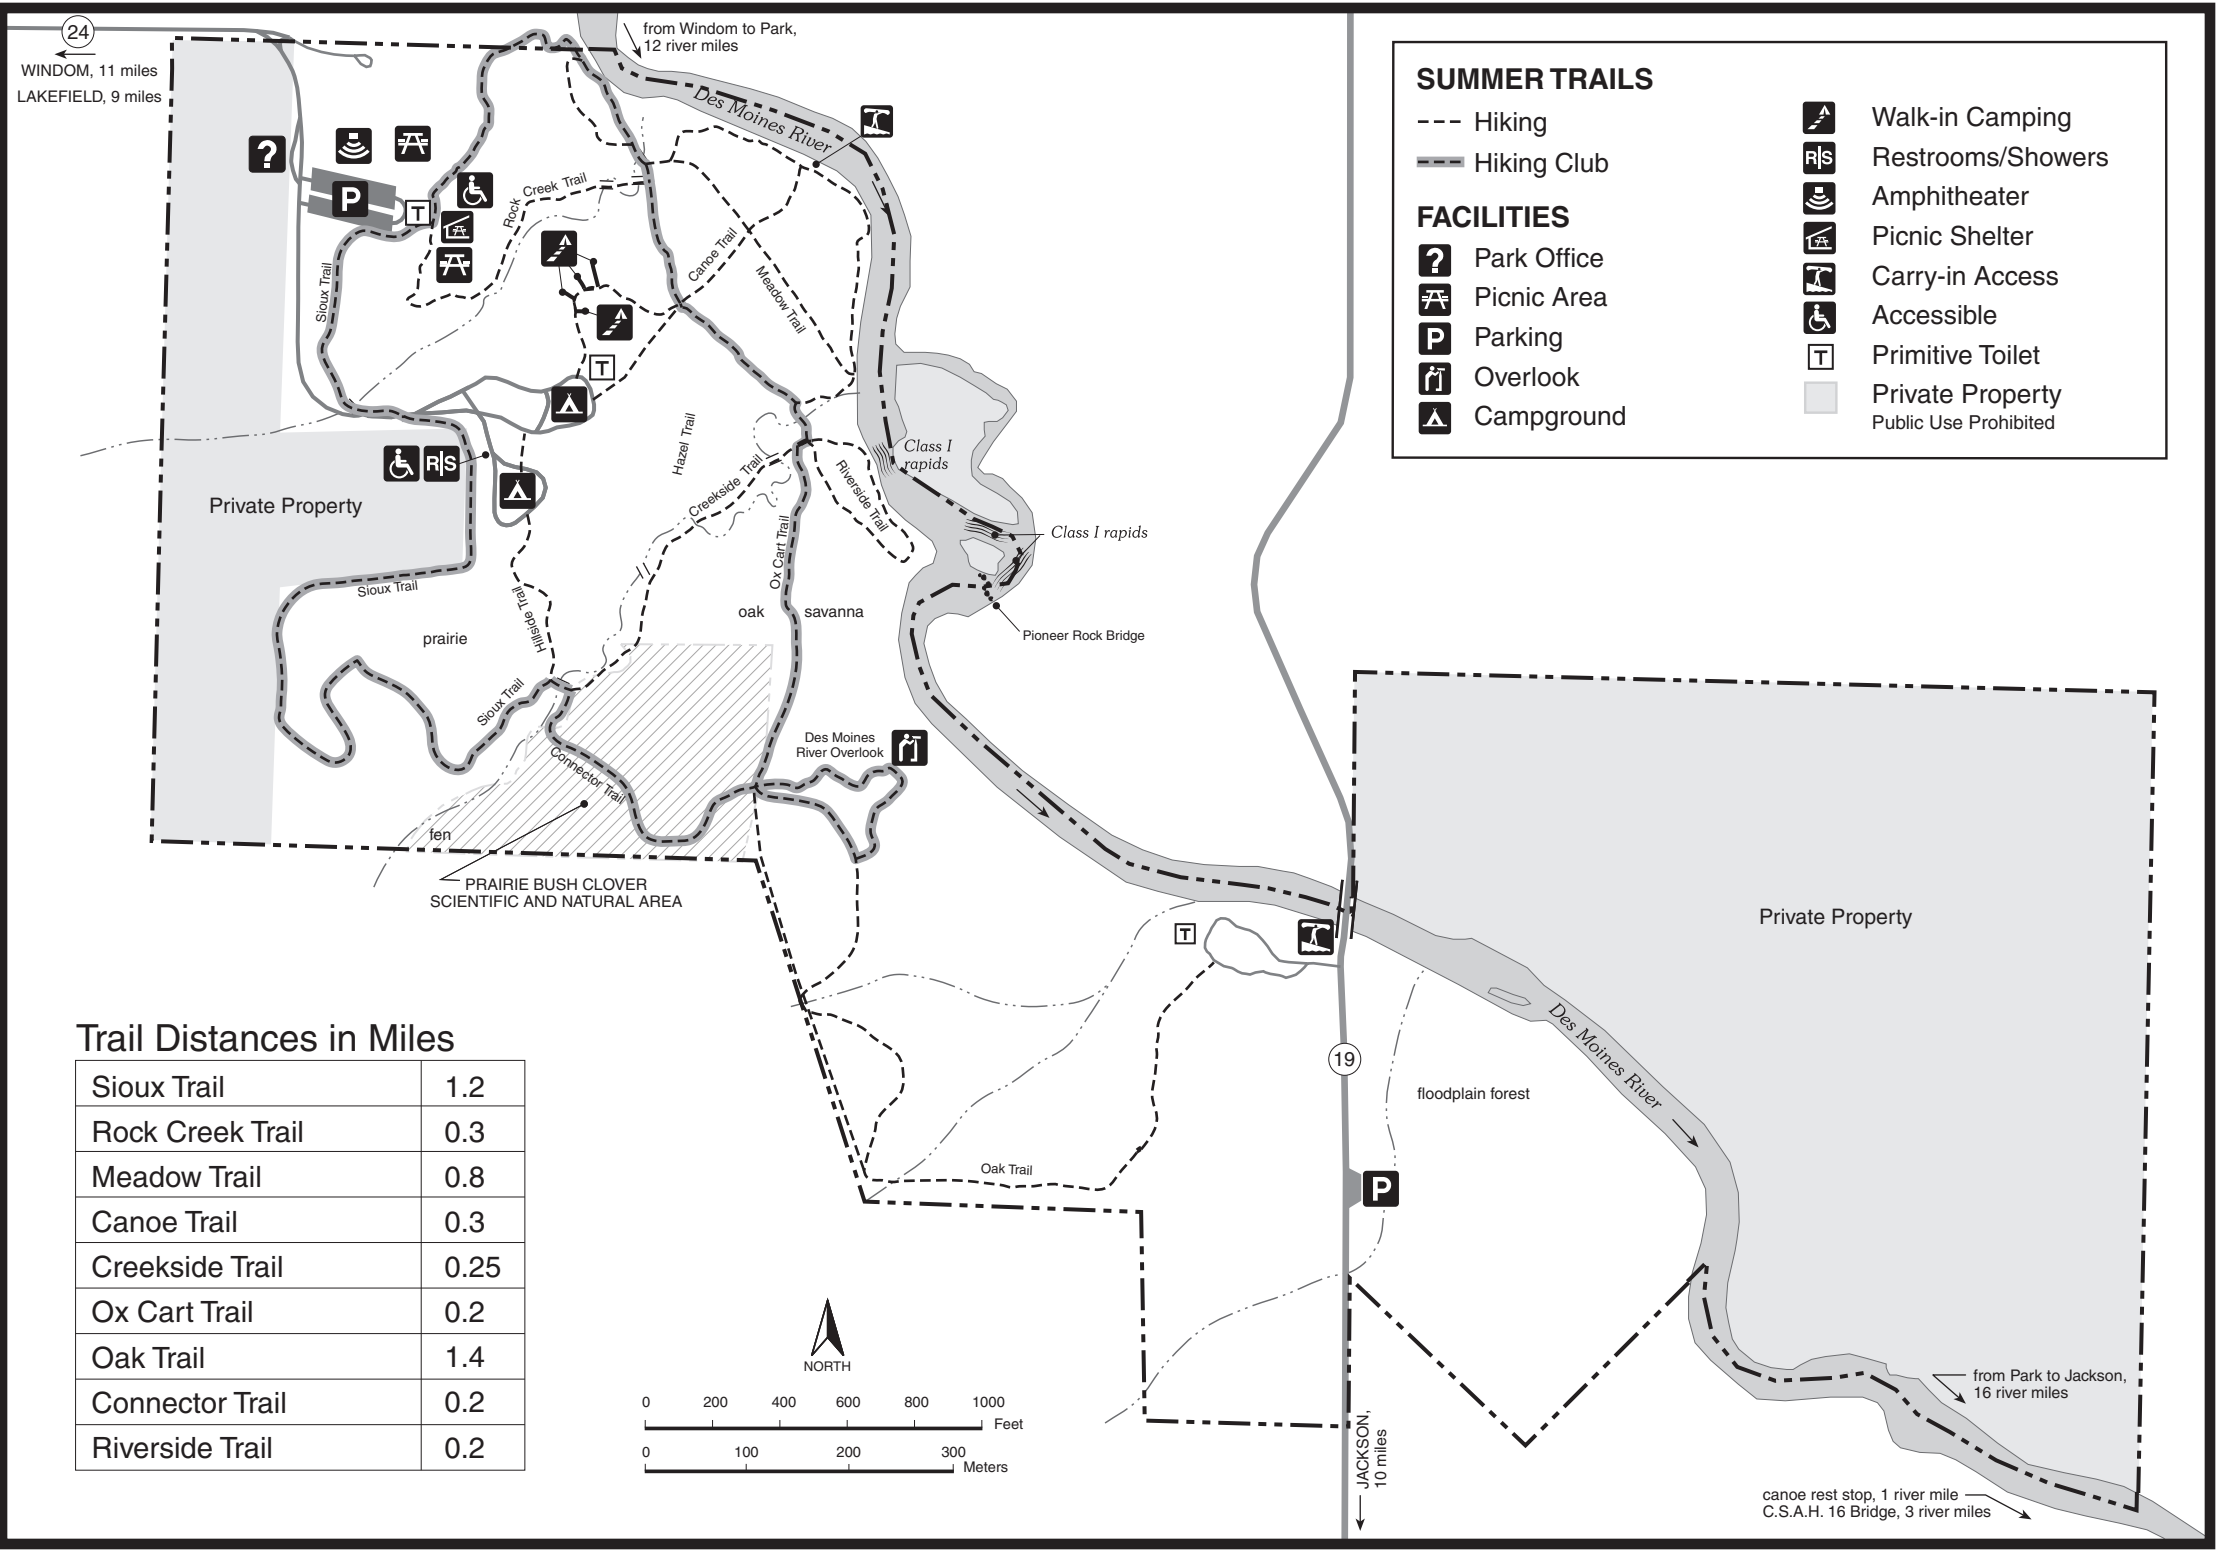 24
WINDOM, 11 miles
LAKEFIELD, 9 miles
from Windom to Park,
12 river miles
Des Moines River
?
P
T
Rock Creek Trail
Sioux Trail
Canoe Trail
Meadow Trail
T
Hazel Trail
R|S
Creekside Trail
Riverside Trail
Class I
rapids
Class I rapids
Private Property
Ox Cart Trail
Sioux Trail
Hillside Trail
oak savanna
prairie
Pioneer Rock Bridge
Sioux Trail
Connector Trail
Des Moines
River Overlook
fen
PRAIRIE BUSH CLOVER
SCIENTIFIC AND NATURAL AREA
SUMMER TRAILS
Hiking
Hiking Club
FACILITIES
? Park Office
Picnic Area
P Parking
Overlook
Campground
Walk-in Camping
R|S Restrooms/Showers
Amphitheater
Picnic Shelter
Carry-in Access
Accessible
T Primitive Toilet
Private Property
Public Use Prohibited
Private Property
T
Des Moines River
19
floodplain forest
Oak Trail
P
Trail Distances in Miles
Sioux Trail 1.2
Rock Creek Trail 0.3
Meadow Trail 0.8
Canoe Trail 0.3
Creekside Trail 0.25
Ox Cart Trail 0.2
Oak Trail 1.4
Connector Trail 0.2
Riverside Trail 0.2
NORTH
0 200 400 600 800 1000
Feet
0 100 200 300
Meters
JACKSON,
10 miles
from Park to Jackson,
16 river miles
canoe rest stop, 1 river mile
C.S.A.H. 16 Bridge, 3 river miles